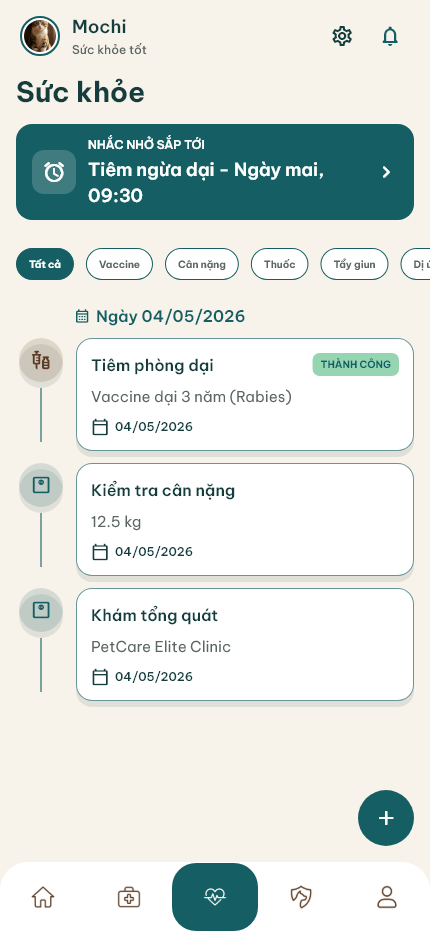 Mochi
Sức khỏe tốt
Sức khỏe
NHẮC NHỞ SẮP TỚI
Tiêm ngừa dại - Ngày mai,
09:30
Tất cả
Vaccine
Cân nặng
Thuốc
Tẩy giun
Dị
Ngày 04/05/2026
Tiêm phòng dại
THÀNH CÔNG
Vaccine dại 3 năm (Rabies)
04/05/2026
Kiểm tra cân nặng
12.5 kg
04/05/2026
Khám tổng quát
PetCare Elite Clinic
04/05/2026